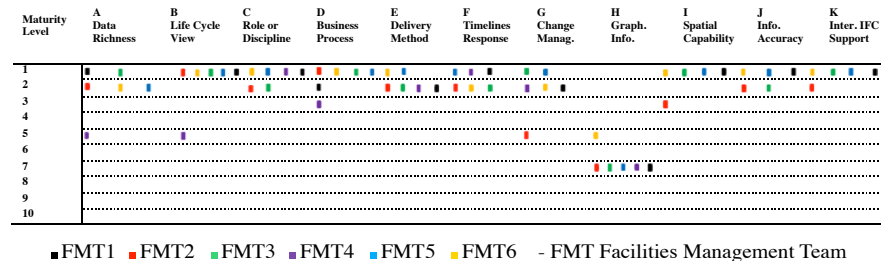 Maturity Level
A Data Richness
B Life Cycle View
C Role or Discipline
D Business Process
E Delivery Method
F Timelines Response
G Change Manag.
H Graph. Info.
I Spatial Capability
J Info. Accuracy
K Inter. IFC Support
1
2
3
4
5
6
7
8
9
10
FMT1 FMT2 FMT3 FMT4 FMT5 FMT6 - FMT Facilities Management Team